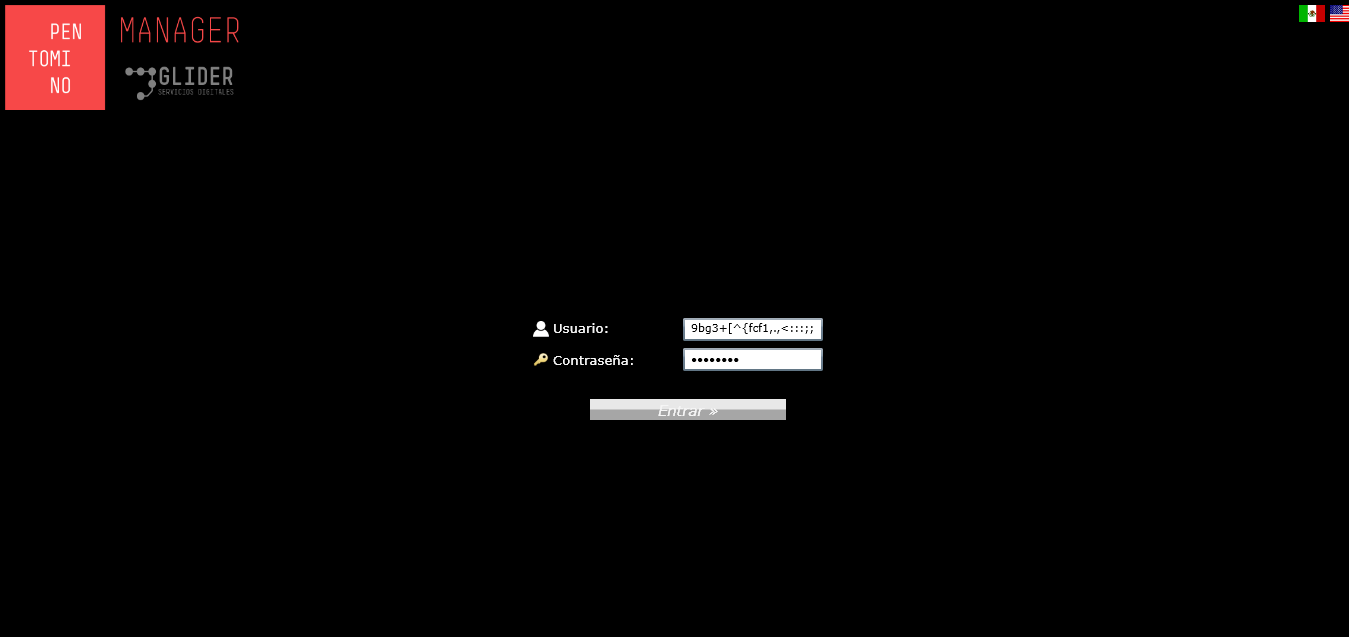 PEN
TOMI
NO
MANAGER
GLIDER
SERVICIOS DIGITALES
Usuario:
9bg3+[^{fcf1,.,<:::;;
Contraseña:
••••••••
Entrar »